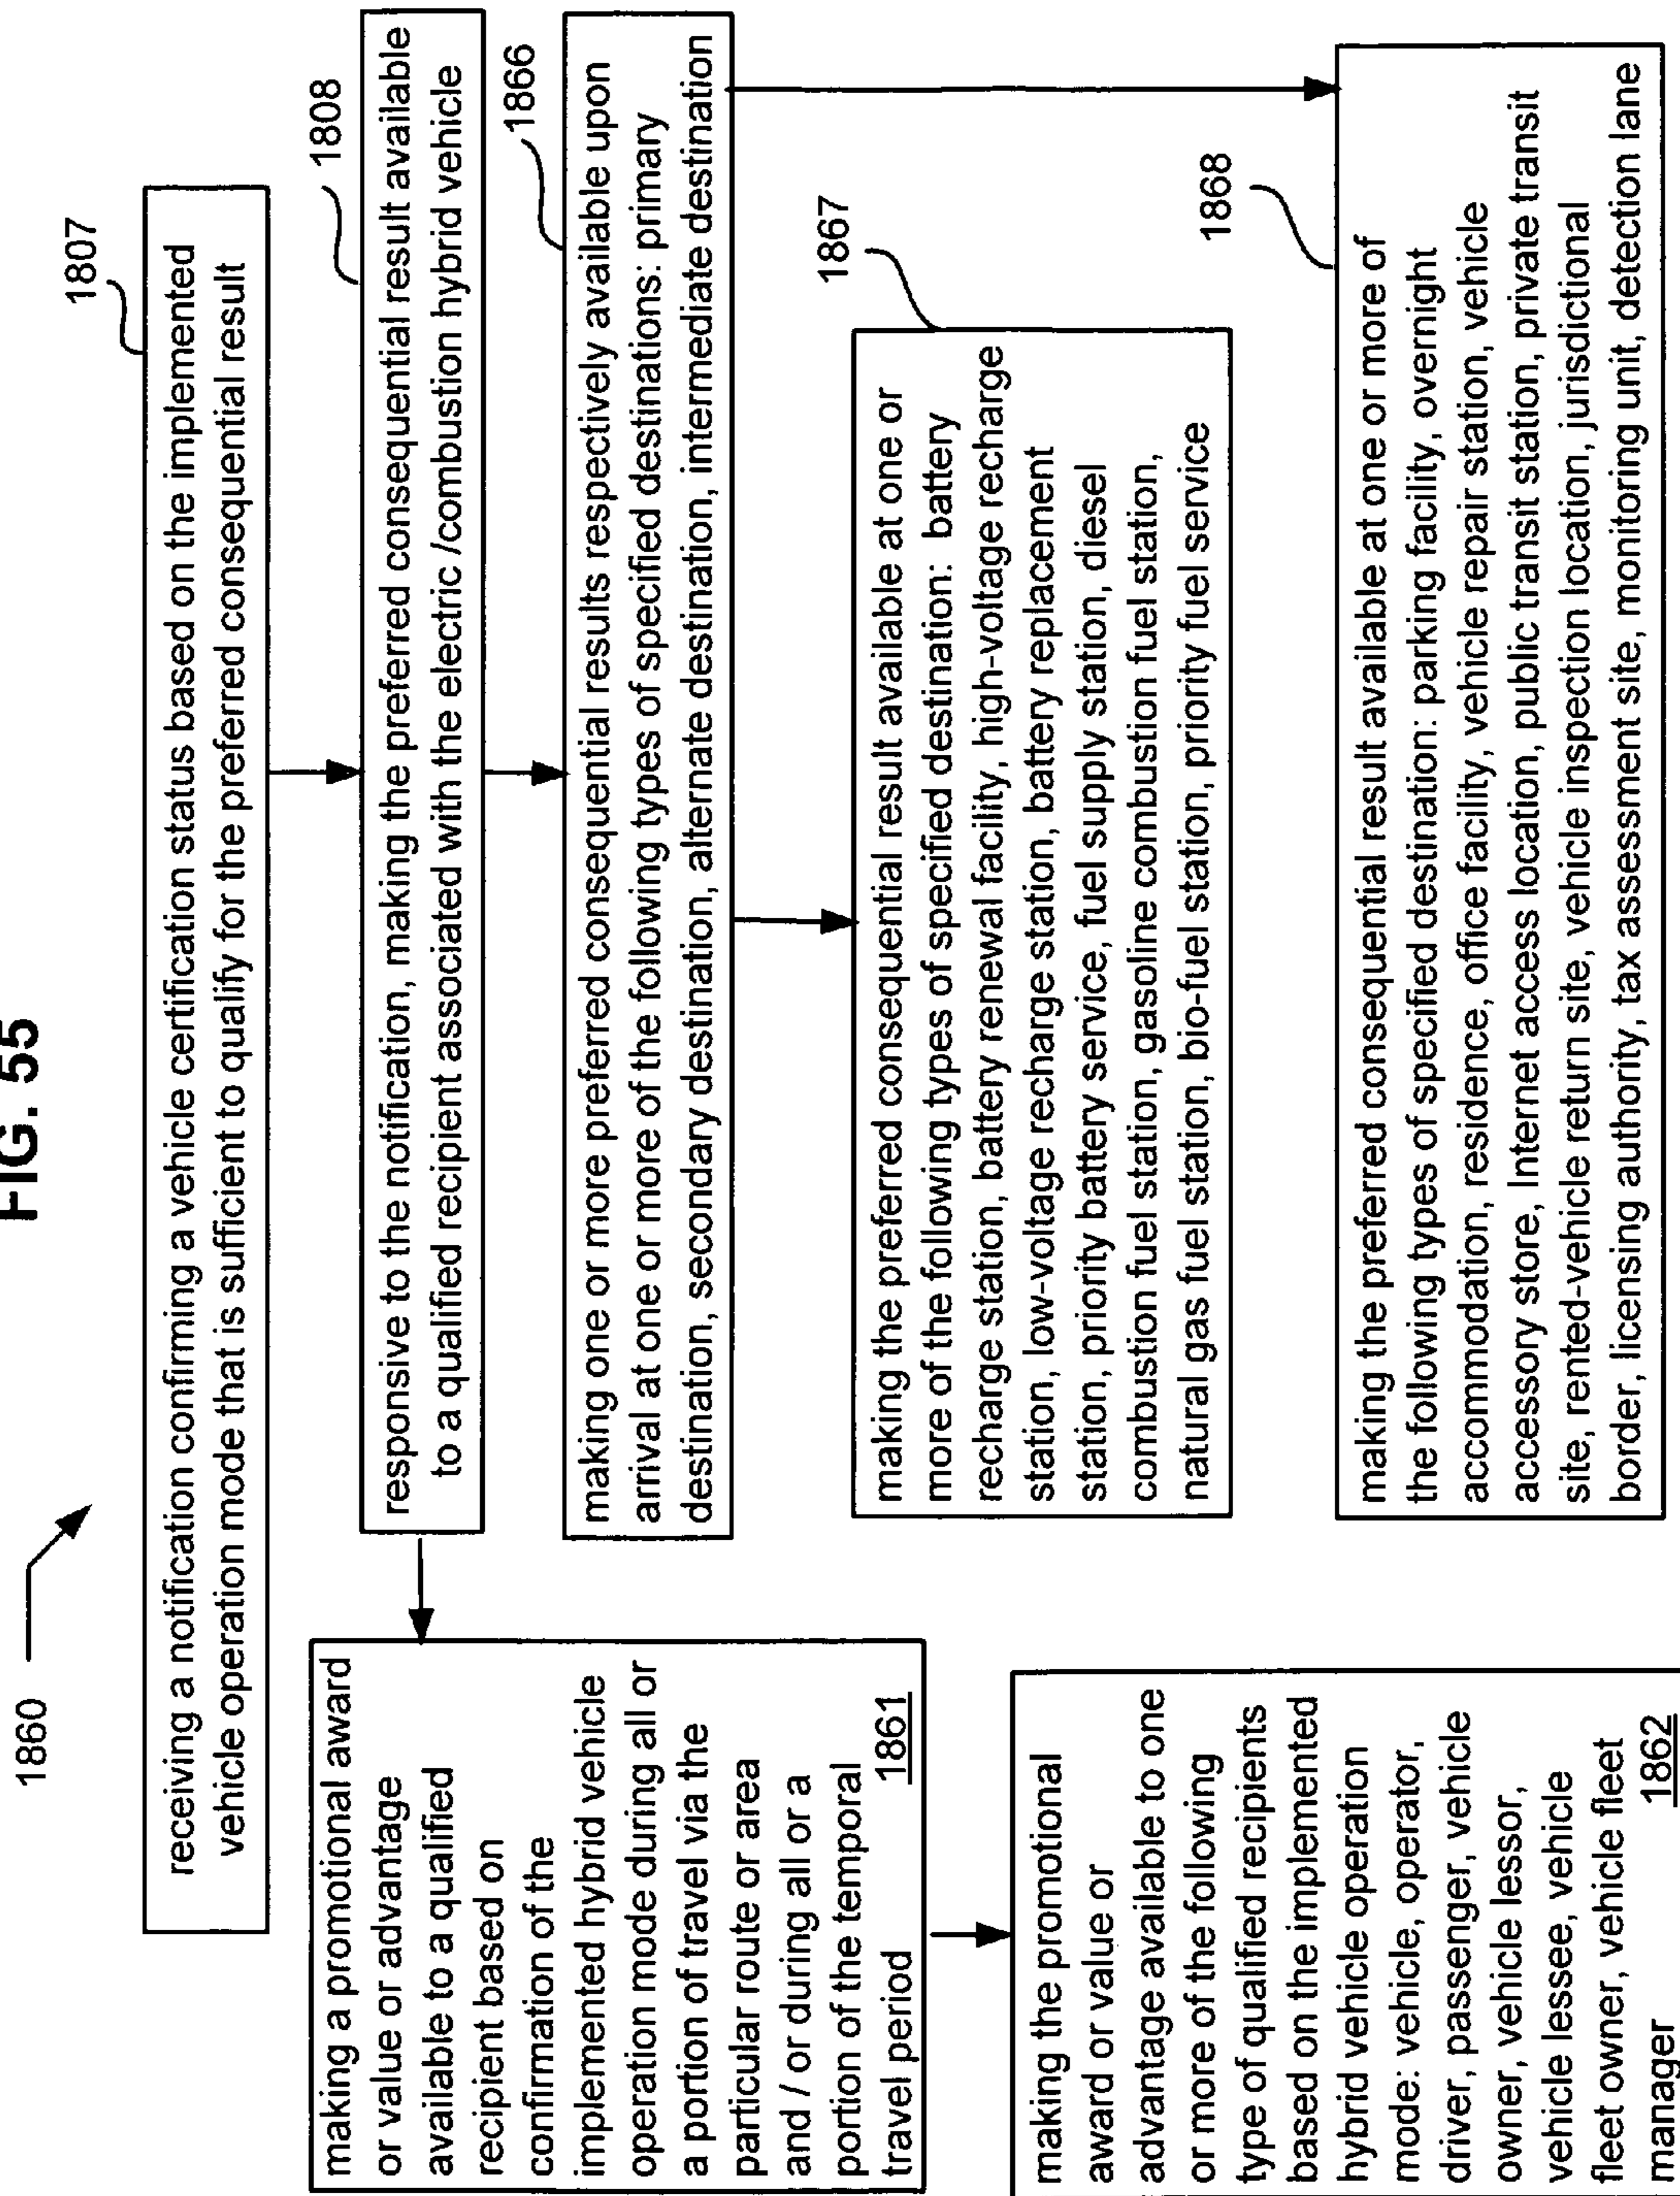 FIG. 55
1860
1807
receiving a notification confirming a vehicle certification status based on the implemented
vehicle operation mode that is sufficient to qualify for the preferred consequential result
1808
responsive to the notification, making the preferred consequential result available
to a qualified recipient associated with the electric /combustion hybrid vehicle
1866
making one or more preferred consequential results respectively available upon
arrival at one or more of the following types of specified destinations: primary
destination, secondary destination, alternate destination, intermediate destination
making a promotional award
or value or advantage
available to a qualified
recipient based on
confirmation of the
implemented hybrid vehicle
operation mode during all or
a portion of travel via the
particular route or area
and / or during all or a
portion of the temporal
travel period 1861
1867
making the preferred consequential result available at one or
more of the following types of specified destination: battery
recharge station, battery renewal facility, high-voltage recharge
station, low-voltage recharge station, battery replacement
station, priority battery service, fuel supply station, diesel
combustion fuel station, gasoline combustion fuel station,
natural gas fuel station, bio-fuel station, priority fuel service
making the promotional
award or value or
advantage available to one
or more of the following
type of qualified recipients
based on the implemented
hybrid vehicle operation
mode: vehicle, operator,
driver, passenger, vehicle
owner, vehicle lessor,
vehicle lessee, vehicle
fleet owner, vehicle fleet
manager 1862
1868
making the preferred consequential result available at one or more of
the following types of specified destination: parking facility, overnight
accommodation, residence, office facility, vehicle repair station, vehicle
accessory store, Internet access location, public transit station, private transit
site, rented-vehicle return site, vehicle inspection location, jurisdictional
border, licensing authority, tax assessment site, monitoring unit, detection lane